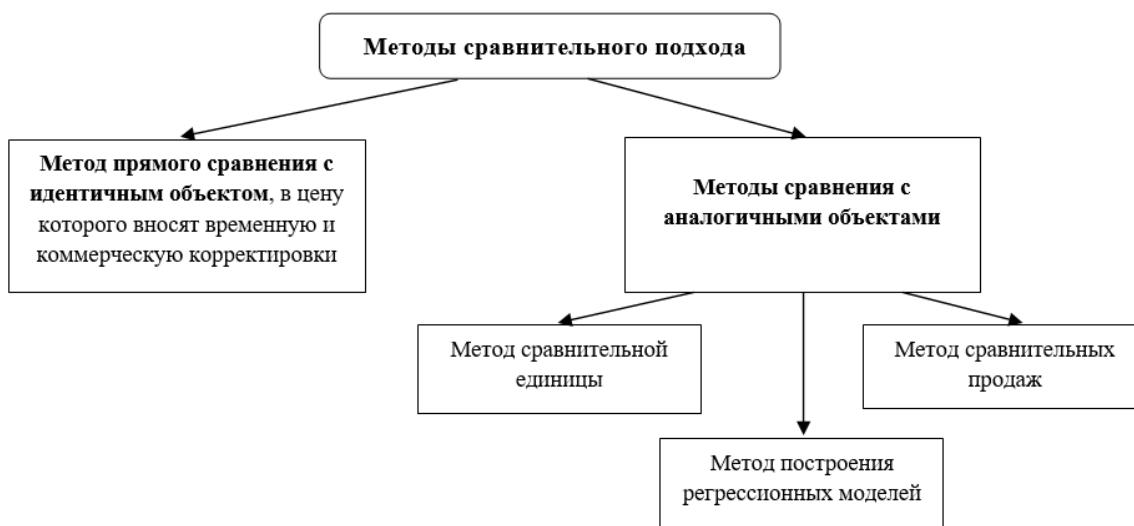 Методы сравнительного подхода
Метод прямого сравнения с
идентичным объектом, в цену
которого вносят временную и
коммерческую корректировки
Методы сравнения с
аналогичными объектами
Метод сравнительной
единицы
Метод сравнительных
продаж
Метод построения
регрессионных моделей